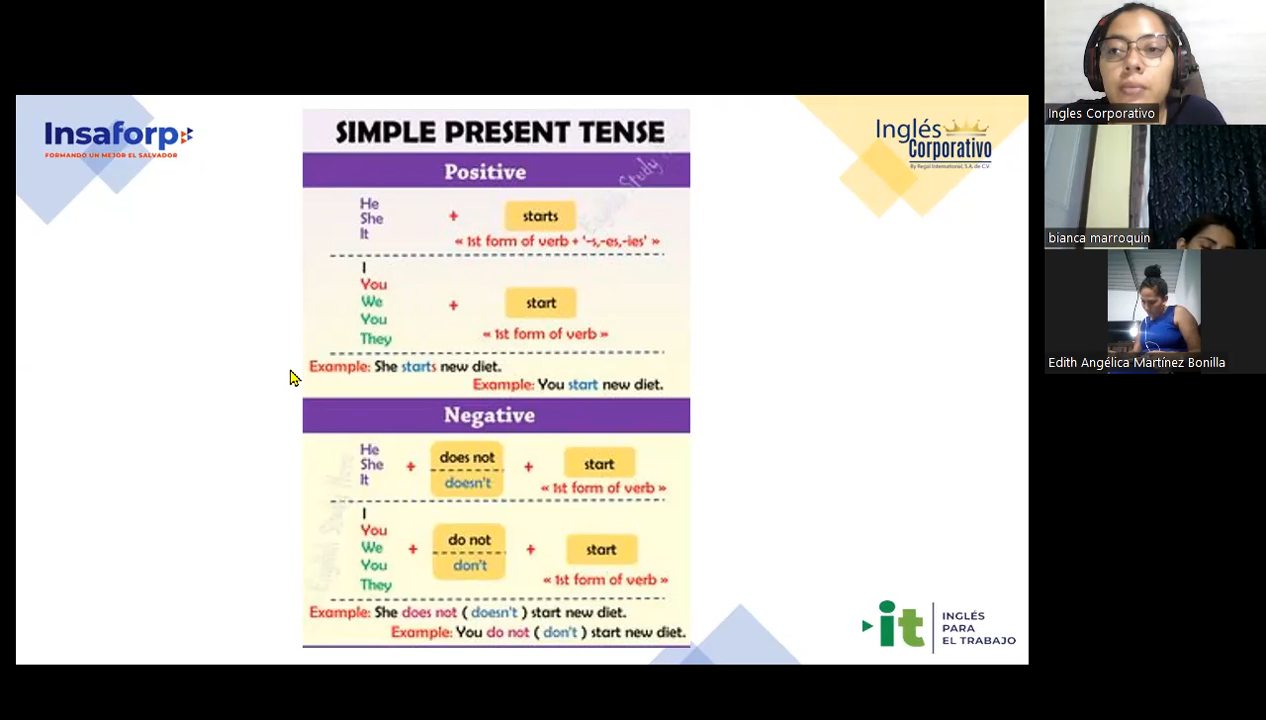 Insaforp
FORMANDO UN MEJOR EL SALVADOR
Inglés
Corporativo
By Regal International, S.A. de C.V.
SIMPLE PRESENT TENSE
Positive
He
She
It
+ starts
« 1st form of verb + '-s,-es,-ies' »
I
You
We
You
They
+ start
« 1st form of verb »
Example: She starts new diet.
Example: You start new diet.
Negative
He
She
It
+ does not + start
doesn't
« 1st form of verb »
I
You
We
You
They
+ do not + start
don't
« 1st form of verb »
Example: She does not ( doesn't ) start new diet.
Example: You do not ( don't ) start new diet.
it
INGLÉS
PARA
EL TRABAJO
Ingles Corporativo
bianca marroquin
Edith Angélica Martínez Bonilla